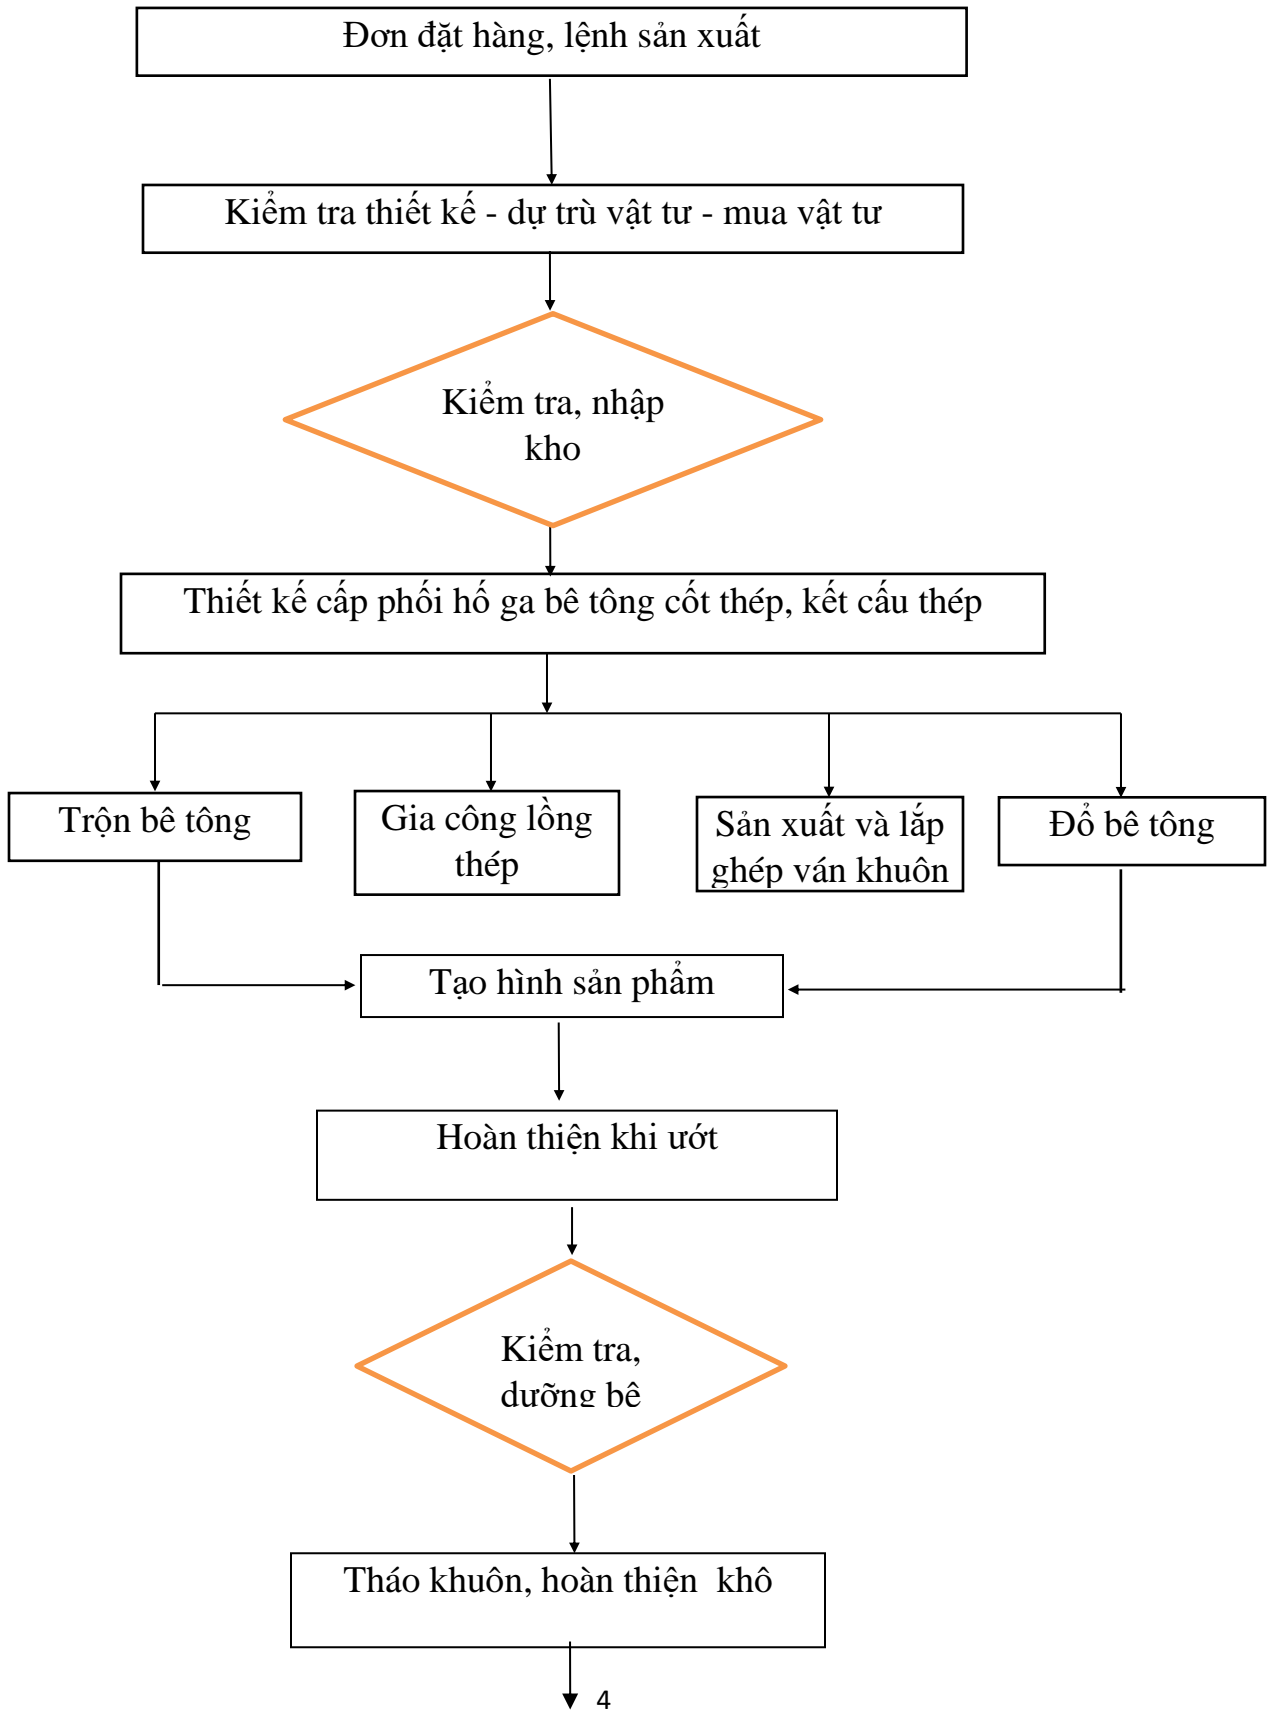 Đơn đặt hàng, lệnh sản xuất
Kiểm tra thiết kế - dự trù vật tư - mua vật tư
Kiểm tra, nhập
kho
Thiết kế cấp phối hố ga bê tông cốt thép, kết cấu thép
Trộn bê tông
Gia công lồng
thép
Sản xuất và lắp
ghép ván khuôn
Đổ bê tông
Tạo hình sản phẩm
Hoàn thiện khi ướt
Kiểm tra,
dưỡng bê
Tháo khuôn, hoàn thiện khô
4